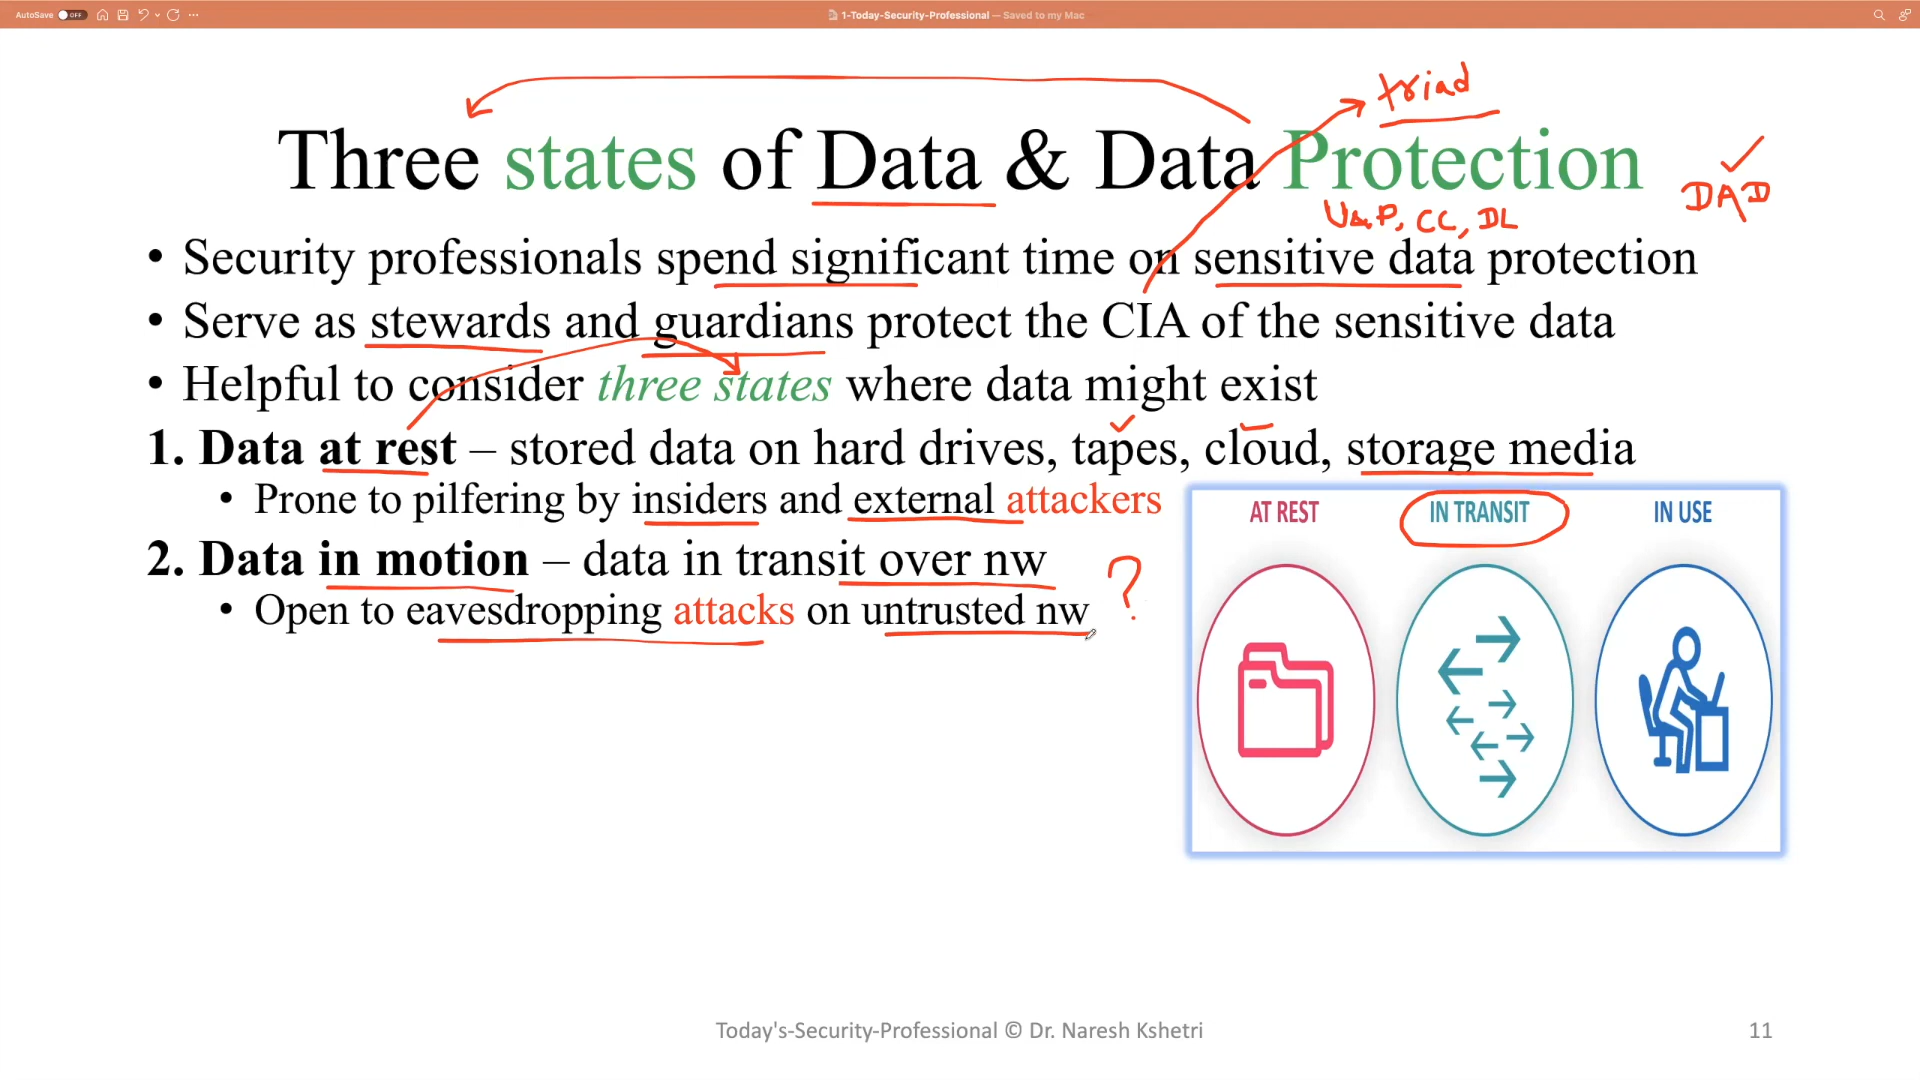 AutoSave OFF
1-Today-Security-Professional — Saved to my Mac
triad
Three states of Data & Data Protection
DAD
U&P, CC, DL
• Security professionals spend significant time on sensitive data protection
• Serve as stewards and guardians protect the CIA of the sensitive data
• Helpful to consider three states where data might exist
1. Data at rest – stored data on hard drives, tapes, cloud, storage media
• Prone to pilfering by insiders and external attackers
2. Data in motion – data in transit over nw
• Open to eavesdropping attacks on untrusted nw ?
AT REST IN TRANSIT IN USE
Today's-Security-Professional © Dr. Naresh Kshetri
11